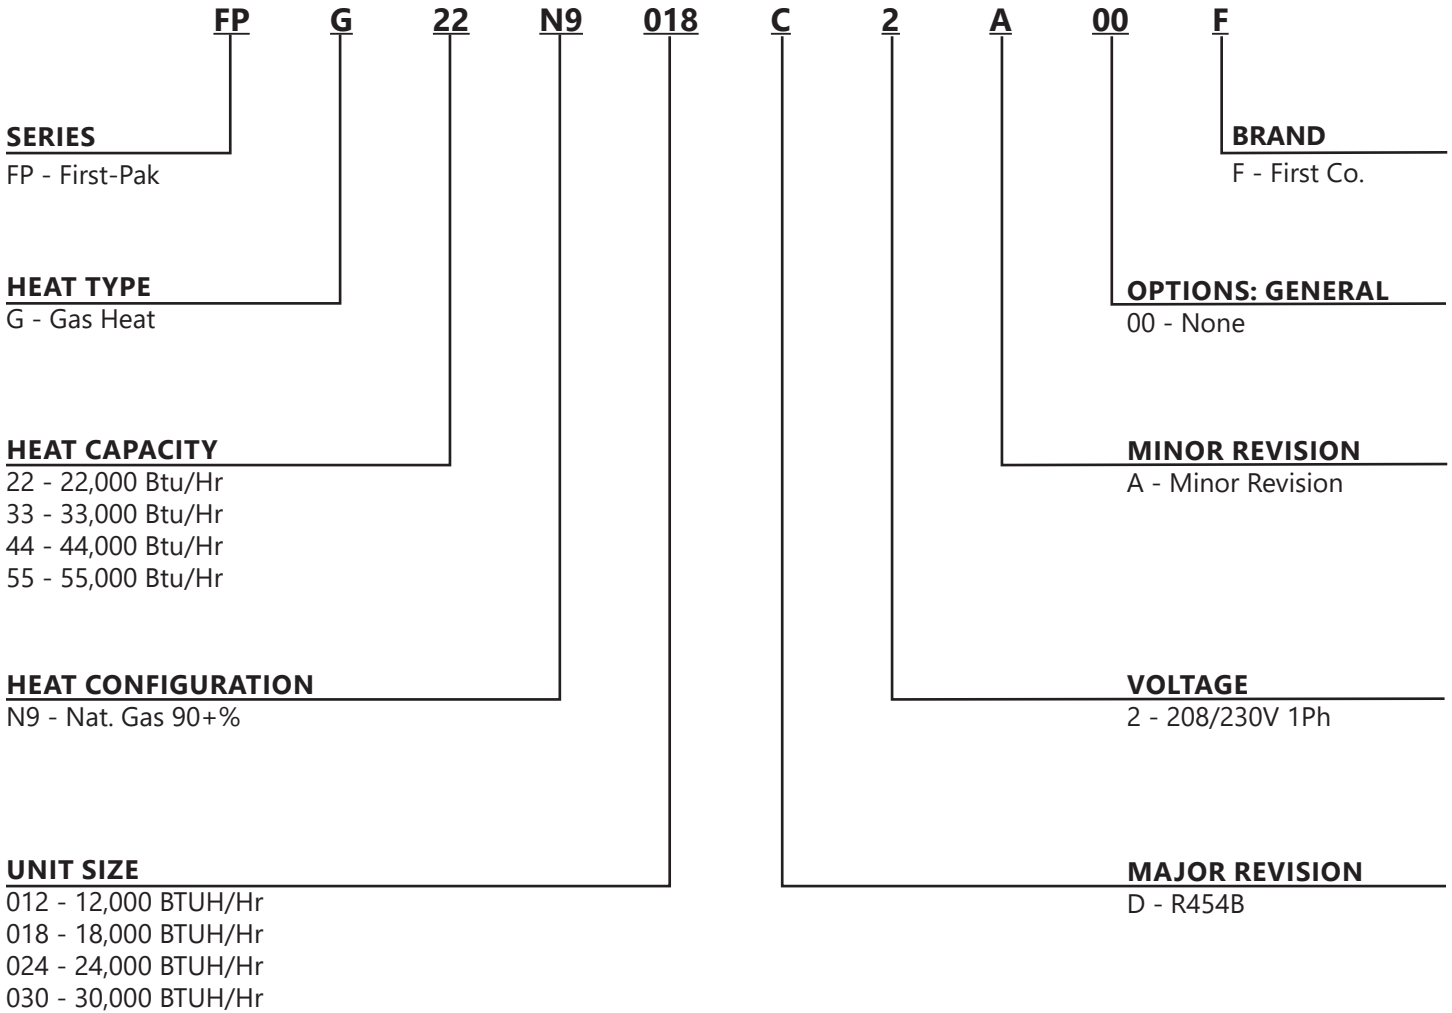 FP G 22 N9 018 C 2 A 00 F
SERIES
FP - First-Pak
HEAT TYPE
G - Gas Heat
HEAT CAPACITY
22 - 22,000 Btu/Hr
33 - 33,000 Btu/Hr
44 - 44,000 Btu/Hr
55 - 55,000 Btu/Hr
HEAT CONFIGURATION
N9 - Nat. Gas 90+%
UNIT SIZE
012 - 12,000 BTUH/Hr
018 - 18,000 BTUH/Hr
024 - 24,000 BTUH/Hr
030 - 30,000 BTUH/Hr
BRAND
F - First Co.
OPTIONS: GENERAL
00 - None
MINOR REVISION
A - Minor Revision
VOLTAGE
2 - 208/230V 1Ph
MAJOR REVISION
D - R454B